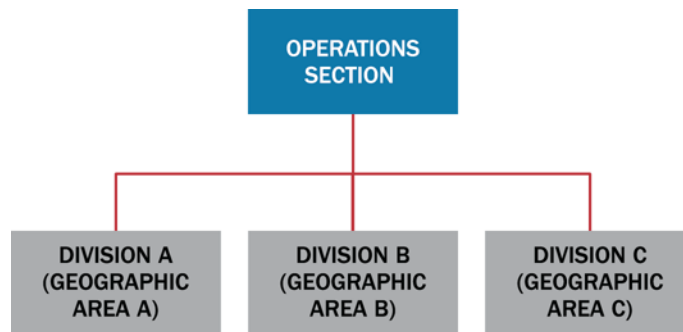 OPERATIONS
SECTION
DIVISION A
(GEOGRAPHIC
AREA A)
DIVISION B
(GEOGRAPHIC
AREA B)
DIVISION C
(GEOGRAPHIC
AREA C)